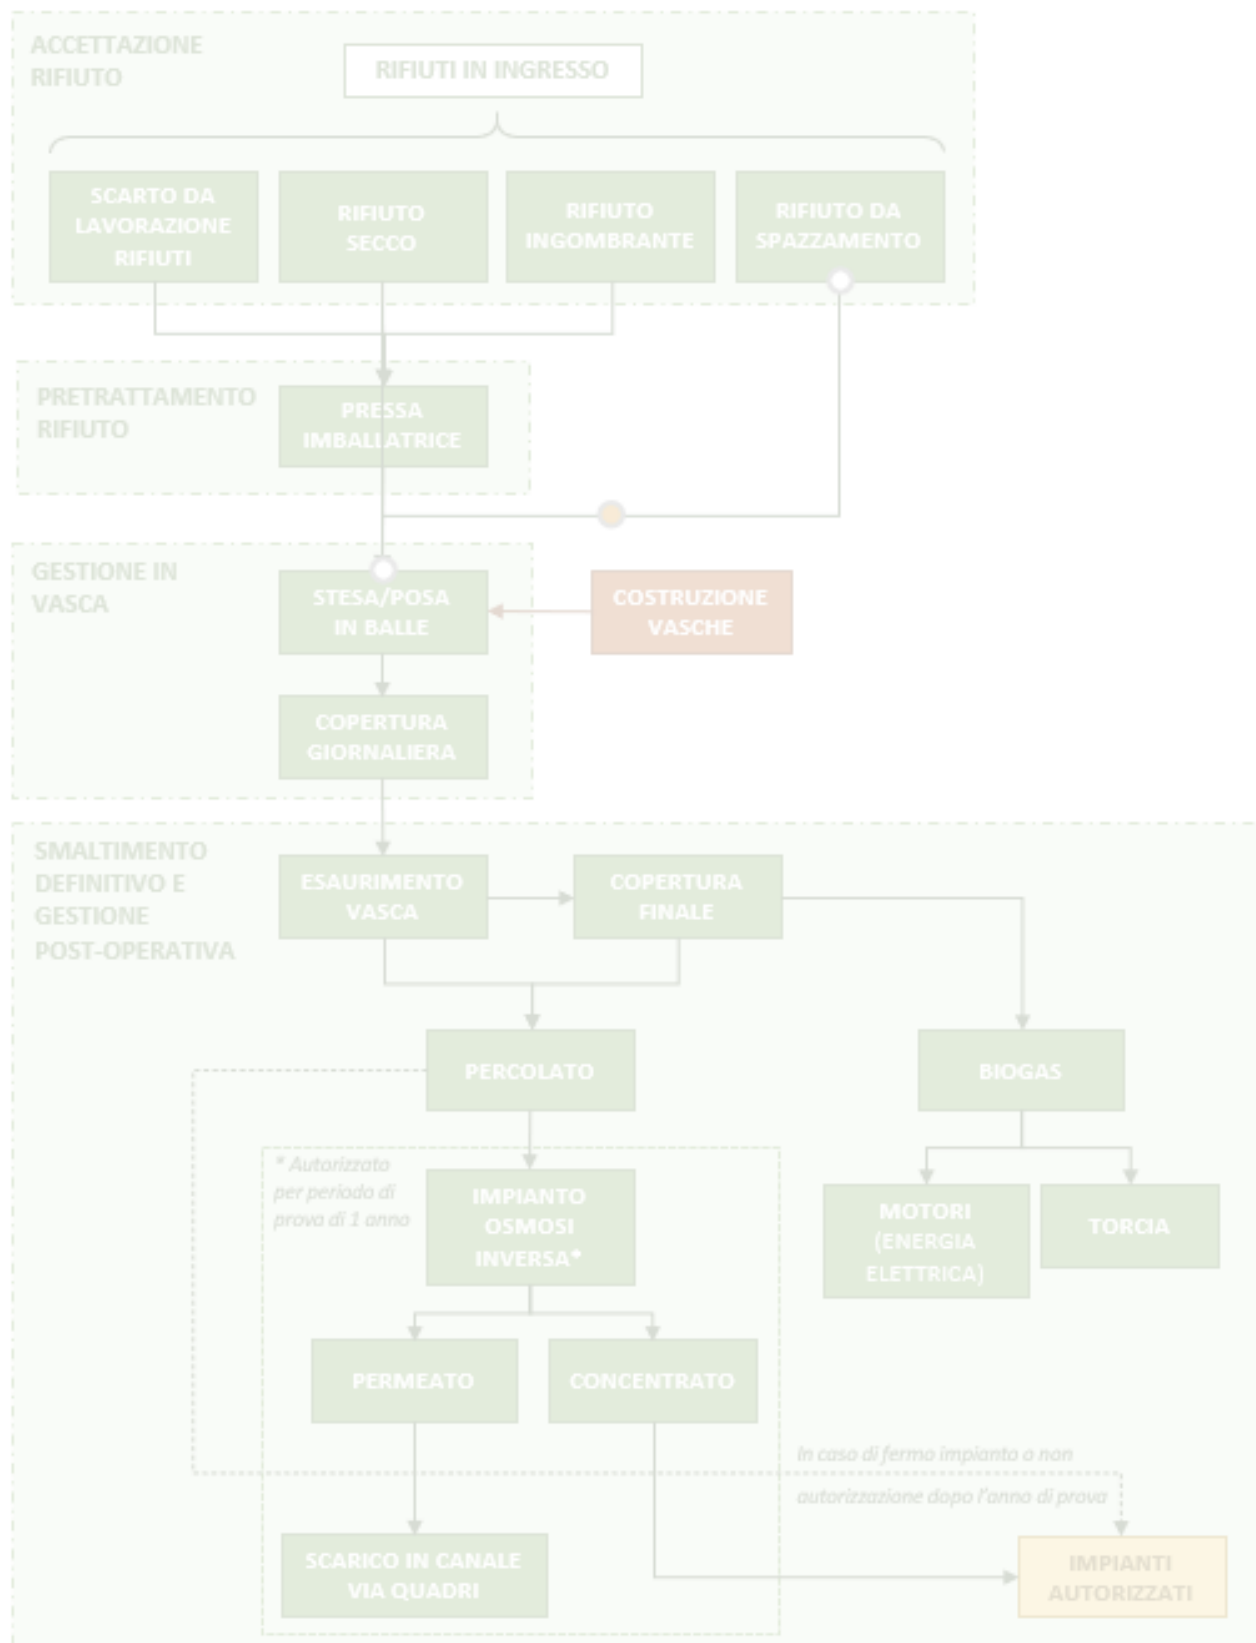 ACCETTAZIONE
RIFIUTO
RIFIUTI IN INGRESSO
SCARTO DA
LAVORAZIONE
RIFIUTI
RIFIUTO
SECCO
RIFIUTO
INGOMBRANTE
RIFIUTO DA
SPAZZAMENTO
PRETRATTAMENTO
RIFIUTO
PRESSA
IMBALLATRICE
GESTIONE IN
VASCA
STESA/POSA
IN BALLE
COSTRUZIONE
VASCHE
COPERTURA
GIORNALIERA
SMALTIMENTO
DEFINITIVO E
GESTIONE
POST-OPERATIVA
ESAURIMENTO
VASCA
COPERTURA
FINALE
PERCOLATO
BIOGAS
* Autorizzato
per periodo di
prova di 1 anno
IMPIANTO
OSMOSI
INVERSA*
MOTORI
(ENERGIA
ELETTRICA)
TORCIA
PERMEATO
CONCENTRATO
In caso di fermo impianto o non
autorizzazione dopo l'anno di prova
SCARICO IN CANALE
VIA QUADRI
IMPIANTI
AUTORIZZATI